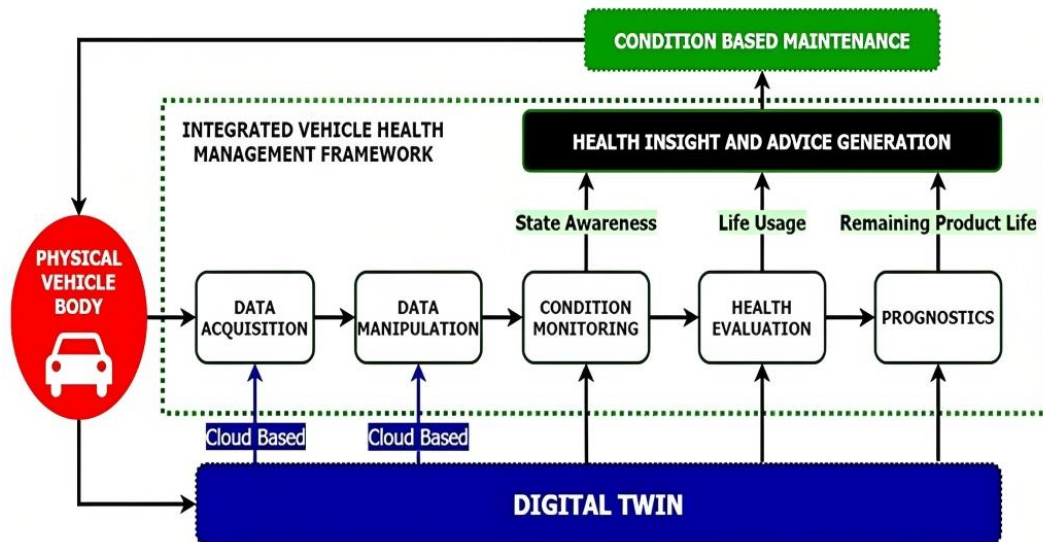 CONDITION BASED MAINTENANCE
INTEGRATED VEHICLE HEALTH
MANAGEMENT FRAMEWORK
HEALTH INSIGHT AND ADVICE GENERATION
State Awareness
Life Usage
Remaining Product Life
PHYSICAL
VEHICLE
BODY
DATA
ACQUISITION
DATA
MANIPULATION
CONDITION
MONITORING
HEALTH
EVALUATION
PROGNOSTICS
Cloud Based
Cloud Based
DIGITAL TWIN